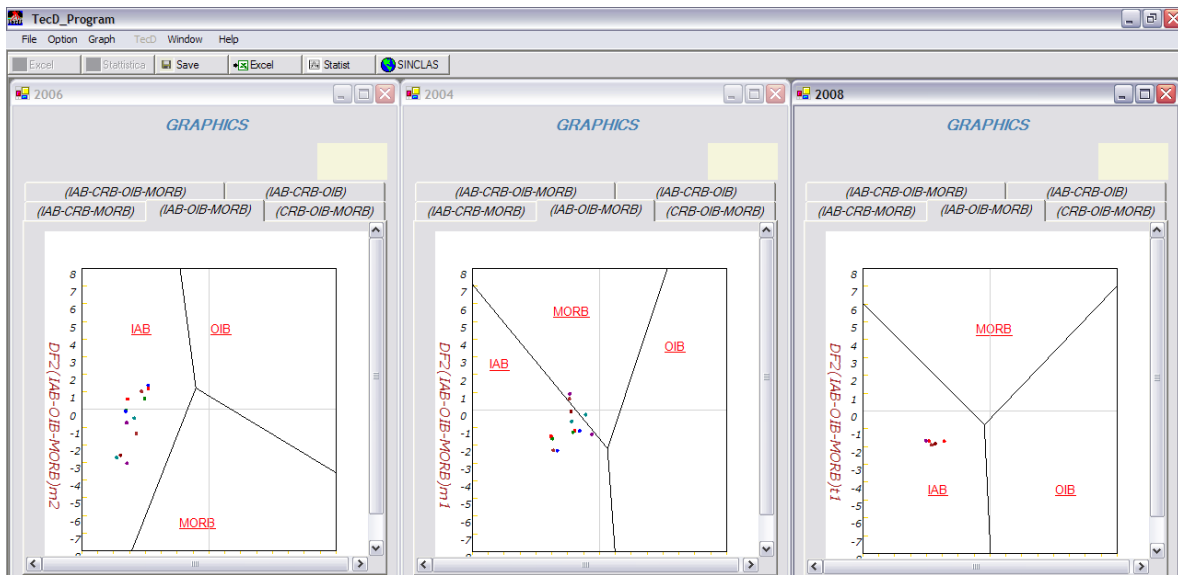 TecD_Program
File Option Graph TecD Window Help
Excel Stattistica Save Excel Statist SINCLAS
2006
GRAPHICS
(IAB-CRB-OIB-MORB) (IAB-CRB-OIB)
(IAB-CRB-MORB) (IAB-OIB-MORB) (CRB-OIB-MORB)
DF2(IAB-OIB-MORB)m2
8
7
6
5
4
3
2
1
0
-1
-2
-3
-4
-5
-6
-7
IAB
OIB
MORB
2004
GRAPHICS
(IAB-CRB-OIB-MORB) (IAB-CRB-OIB)
(IAB-CRB-MORB) (IAB-OIB-MORB) (CRB-OIB-MORB)
DF2(IAB-OIB-MORB)m1
8
7
6
5
4
3
2
1
0
-1
-2
-3
-4
-5
-6
-7
MORB
OIB
IAB
2008
GRAPHICS
(IAB-CRB-OIB-MORB) (IAB-CRB-OIB)
(IAB-CRB-MORB) (IAB-OIB-MORB) (CRB-OIB-MORB)
DF2(IAB-OIB-MORB)t1
8
7
6
5
4
3
2
1
0
-1
-2
-3
-4
-5
-6
-7
MORB
IAB
OIB